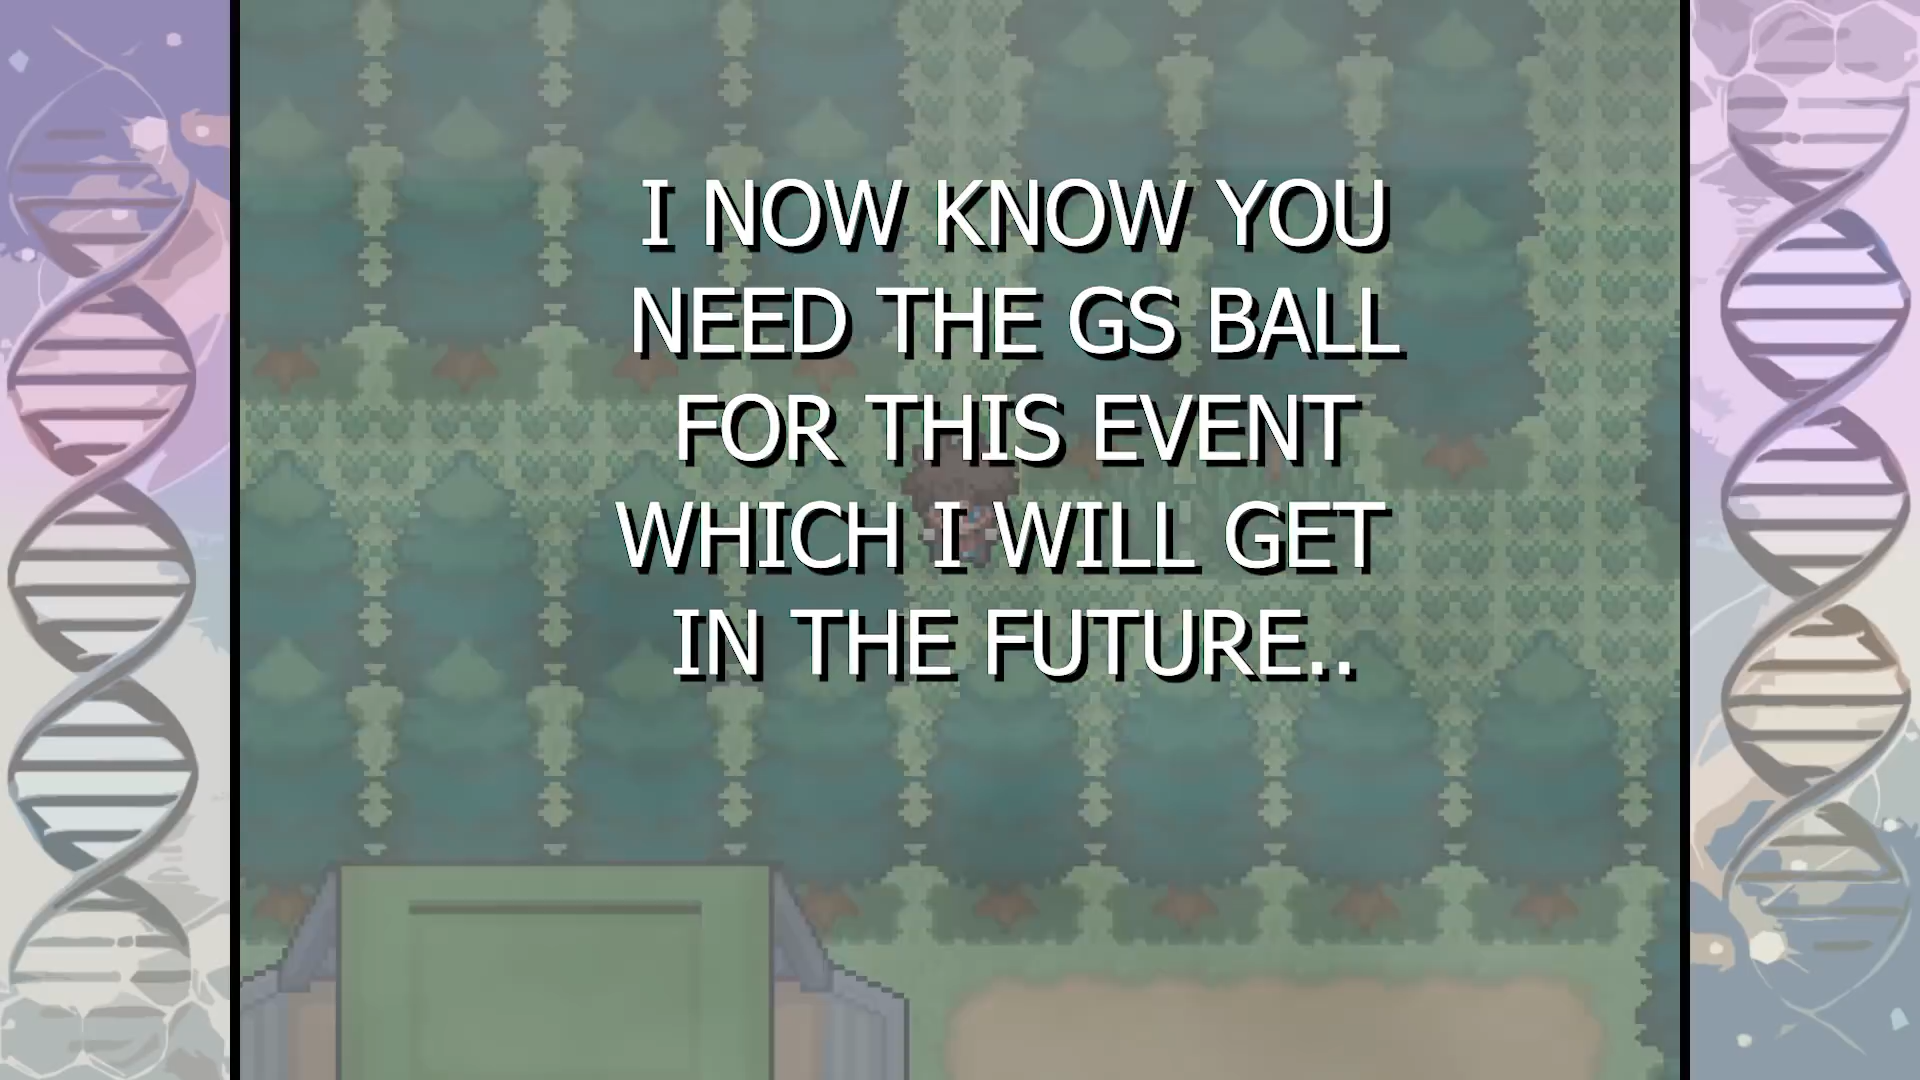 I NOW KNOW YOU
NEED THE GS BALL
FOR THIS EVENT
WHICH I WILL GET
IN THE FUTURE..